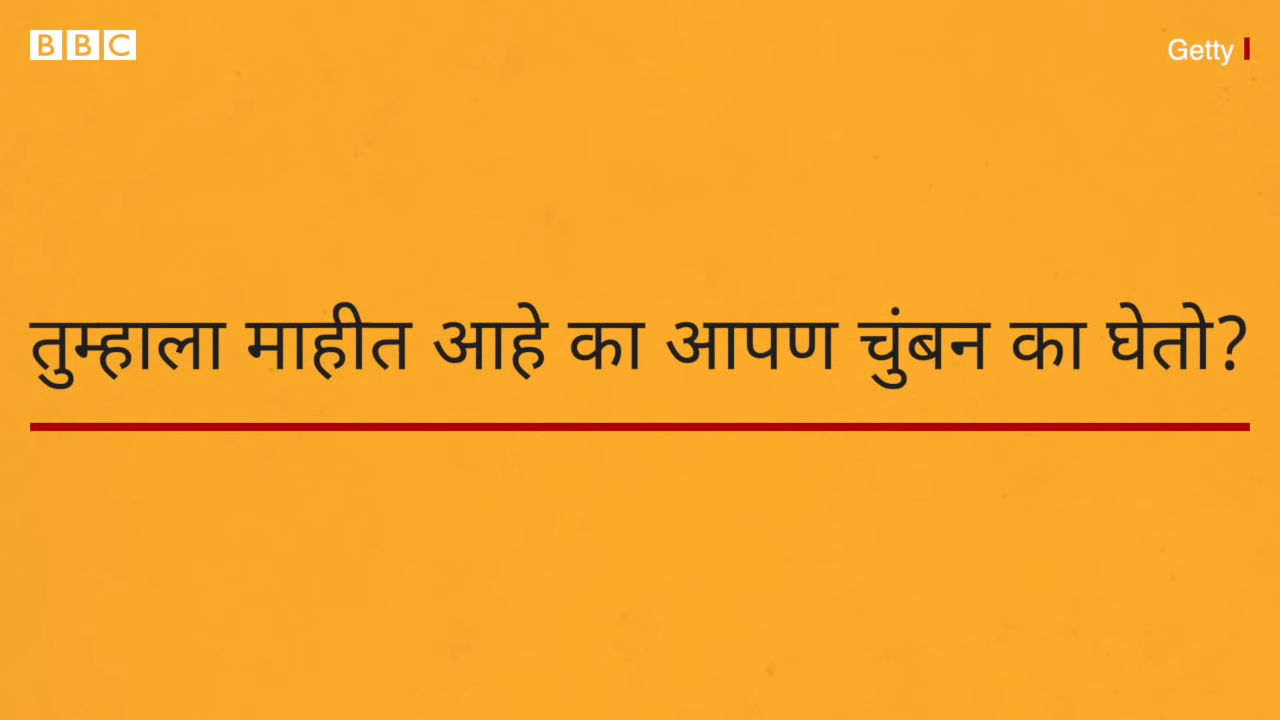 BBC
Getty
तुम्हाला माहीत आहे का आपण चुंबन का घेतो?